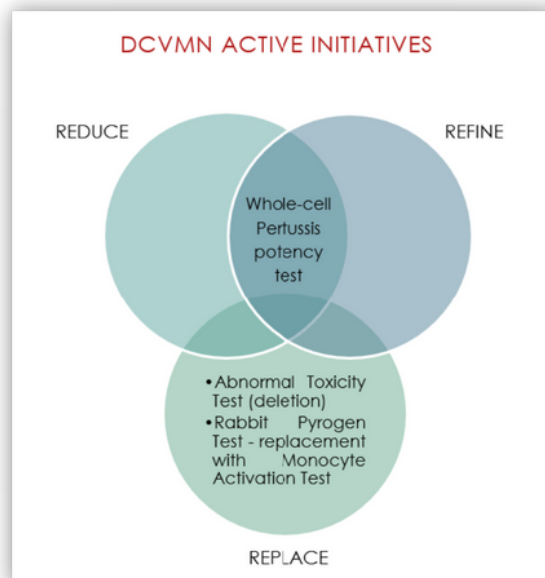 DCVMN ACTIVE INITIATIVES
REDUCE
REFINE
Whole-cell
Pertussis
potency
test
•Abnormal Toxicity
Test (deletion)
•Rabbit Pyrogen
Test - replacement
with Monocyte
Activation Test
REPLACE